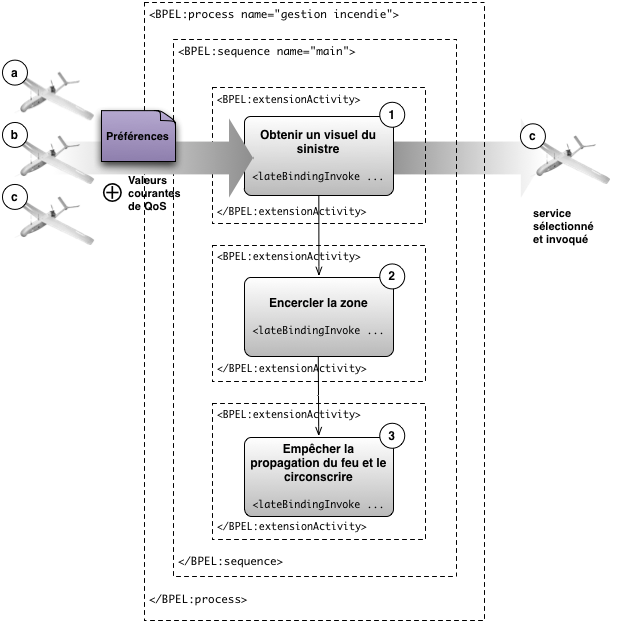 <BPEL:process name="gestion incendie">
<BPEL:sequence name="main">
a
<BPEL:extensionActivity>
1
b
Préférences
Obtenir un visuel du
sinistre
c
<lateBindingInvoke ...
Valeurs
courantes
de QoS
c
</BPEL:extensionActivity>
service
sélectionné
et invoqué
<BPEL:extensionActivity>
2
Encercler la zone
<lateBindingInvoke ...
</BPEL:extensionActivity>
<BPEL:extensionActivity>
3
Empêcher la
propagation du feu et le
circonscrire
<lateBindingInvoke ...
</BPEL:extensionActivity>
</BPEL:sequence>
</BPEL:process>